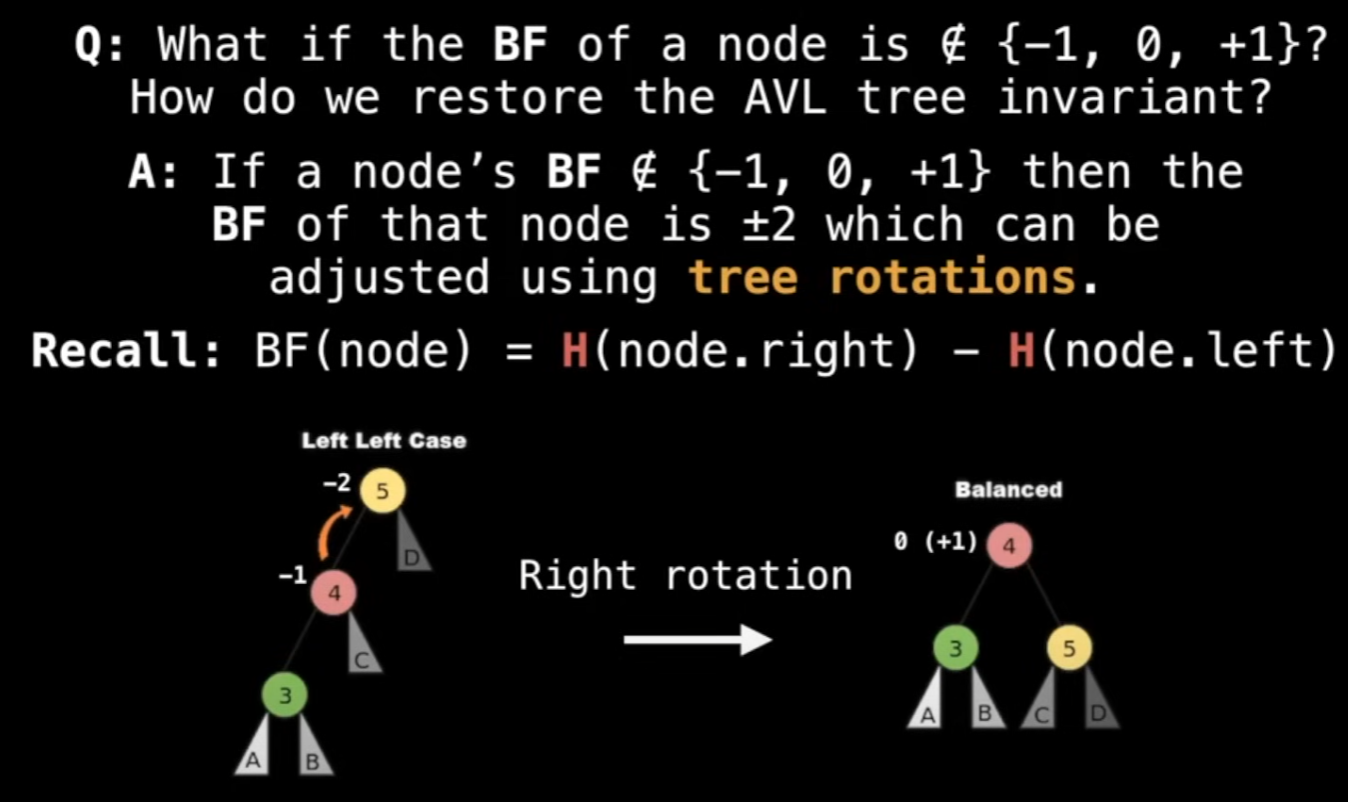 Q: What if the BF of a node is ∉ {−1, 0, +1}?
How do we restore the AVL tree invariant?
A: If a node’s BF ∉ {−1, 0, +1} then the
BF of that node is ±2 which can be
adjusted using tree rotations.
Recall: BF(node) = H(node.right) − H(node.left)
Left Left Case
−2 5
D
−1 4
C
3
A B
Right rotation
Balanced
0 (+1) 4
3 5
A B C D